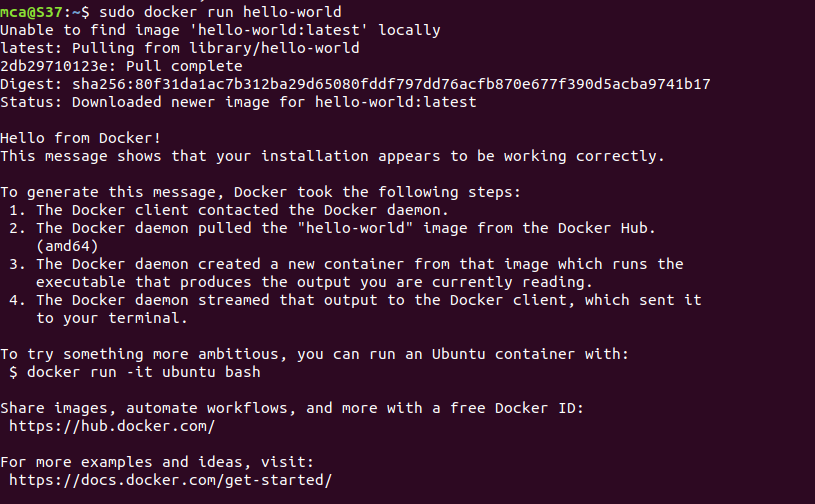 mca@S37:~$ sudo docker run hello-world
Unable to find image 'hello-world:latest' locally
latest: Pulling from library/hello-world
2db29710123e: Pull complete
Digest: sha256:80f31da1ac7b312ba29d65080fddf797dd76acfb870e677f390d5acba9741b17
Status: Downloaded newer image for hello-world:latest

Hello from Docker!
This message shows that your installation appears to be working correctly.

To generate this message, Docker took the following steps:
 1. The Docker client contacted the Docker daemon.
 2. The Docker daemon pulled the "hello-world" image from the Docker Hub.
    (amd64)
 3. The Docker daemon created a new container from that image which runs the
    executable that produces the output you are currently reading.
 4. The Docker daemon streamed that output to the Docker client, which sent it
    to your terminal.

To try something more ambitious, you can run an Ubuntu container with:
 $ docker run -it ubuntu bash

Share images, automate workflows, and more with a free Docker ID:
 https://hub.docker.com/

For more examples and ideas, visit:
 https://docs.docker.com/get-started/